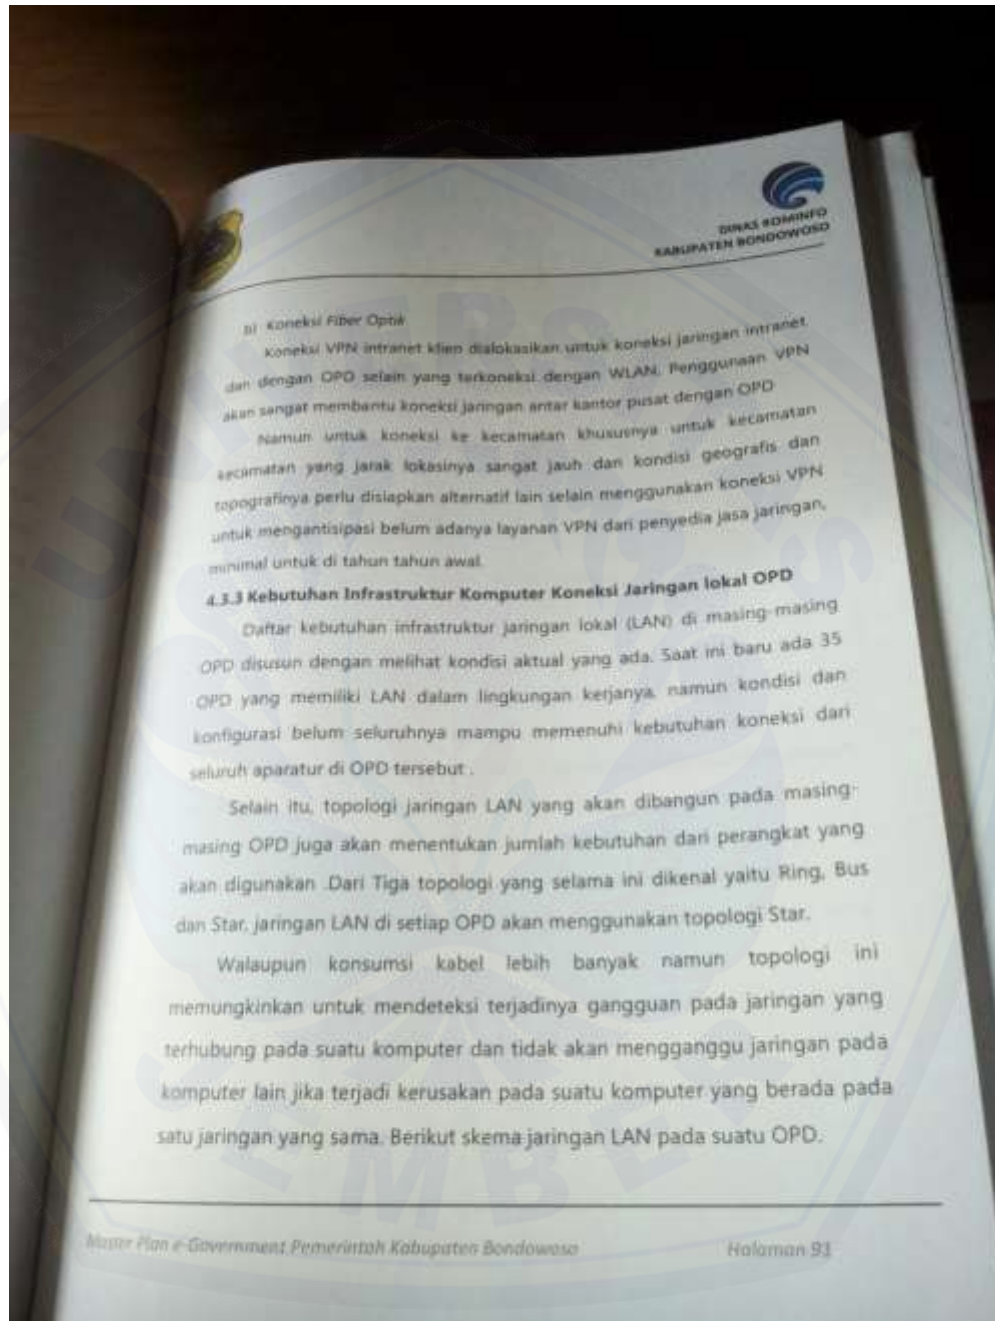 DINAS KOMINFO
KABUPATEN BONDOWOSO
b) Koneksi Fiber Optik
Koneksi VPN intranet klien dialokasikan untuk koneksi jaringan intranet
dan dengan OPD selain yang terkoneksi dengan WLAN. Penggunaan VPN
akan sangat membantu koneksi jaringan antar kantor pusat dengan OPD
Namun untuk koneksi ke kecamatan khususnya untuk kecamatan
kecamatan yang jarak lokasinya sangat jauh dan kondisi geografis dan
topografinya perlu disiapkan alternatif lain selain menggunakan koneksi VPN
untuk mengantisipasi belum adanya layanan VPN dari penyedia jasa jaringan,
minimal untuk di tahun tahun awal.
4.3.3 Kebutuhan Infrastruktur Komputer Koneksi Jaringan lokal OPD
Daftar kebutuhan infrastruktur jaringan lokal (LAN) di masing-masing
OPD disusun dengan melihat kondisi aktual yang ada. Saat ini baru ada 35
OPD yang memiliki LAN dalam lingkungan kerjanya, namun kondisi dan
konfigurasi belum seluruhnya mampu memenuhi kebutuhan koneksi dari
seluruh aparatur di OPD tersebut .
Selain itu, topologi jaringan LAN yang akan dibangun pada masing-
masing OPD juga akan menentukan jumlah kebutuhan dari perangkat yang
akan digunakan .Dari Tiga topologi yang selama ini dikenal yaitu Ring, Bus
dan Star, jaringan LAN di setiap OPD akan menggunakan topologi Star.
Walaupun konsumsi kabel lebih banyak namun topologi ini
memungkinkan untuk mendeteksi terjadinya gangguan pada jaringan yang
terhubung pada suatu komputer dan tidak akan mengganggu jaringan pada
komputer lain jika terjadi kerusakan pada suatu komputer yang berada pada
satu jaringan yang sama. Berikut skema jaringan LAN pada suatu OPD.
Master Plan e-Government Pemerintah Kabupaten Bondowoso
Halaman 91
UNIVERSITAS
JEMBER